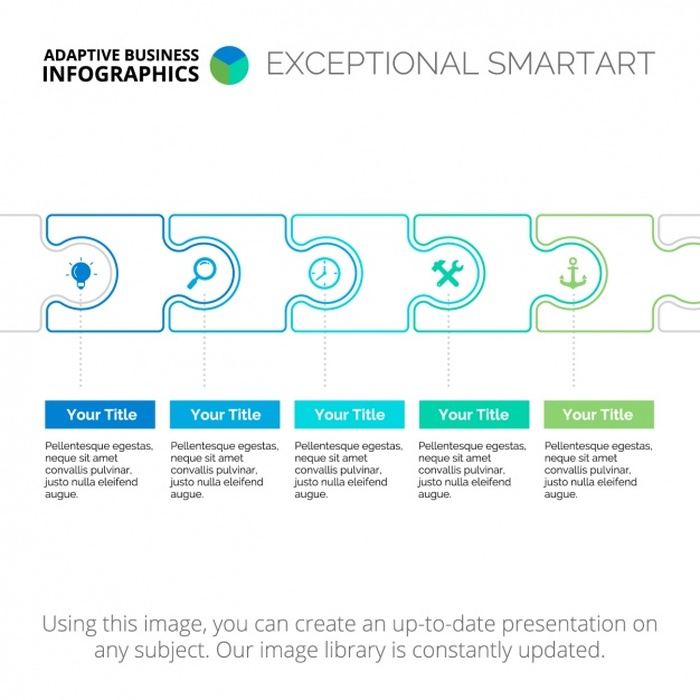 ADAPTIVE BUSINESS
INFOGRAPHICS
EXCEPTIONAL SMARTART
Your Title
Pellentesque egestas,
neque sit amet
convallis pulvinar,
justo nulla eleifend
augue.
Your Title
Pellentesque egestas,
neque sit amet
convallis pulvinar,
justo nulla eleifend
augue.
Your Title
Pellentesque egestas,
neque sit amet
convallis pulvinar,
justo nulla eleifend
augue.
Your Title
Pellentesque egestas,
neque sit amet
convallis pulvinar,
justo nulla eleifend
augue.
Your Title
Pellentesque egestas,
neque sit amet
convallis pulvinar,
justo nulla eleifend
augue.
Using this image, you can create an up-to-date presentation on
any subject. Our image library is constantly updated.